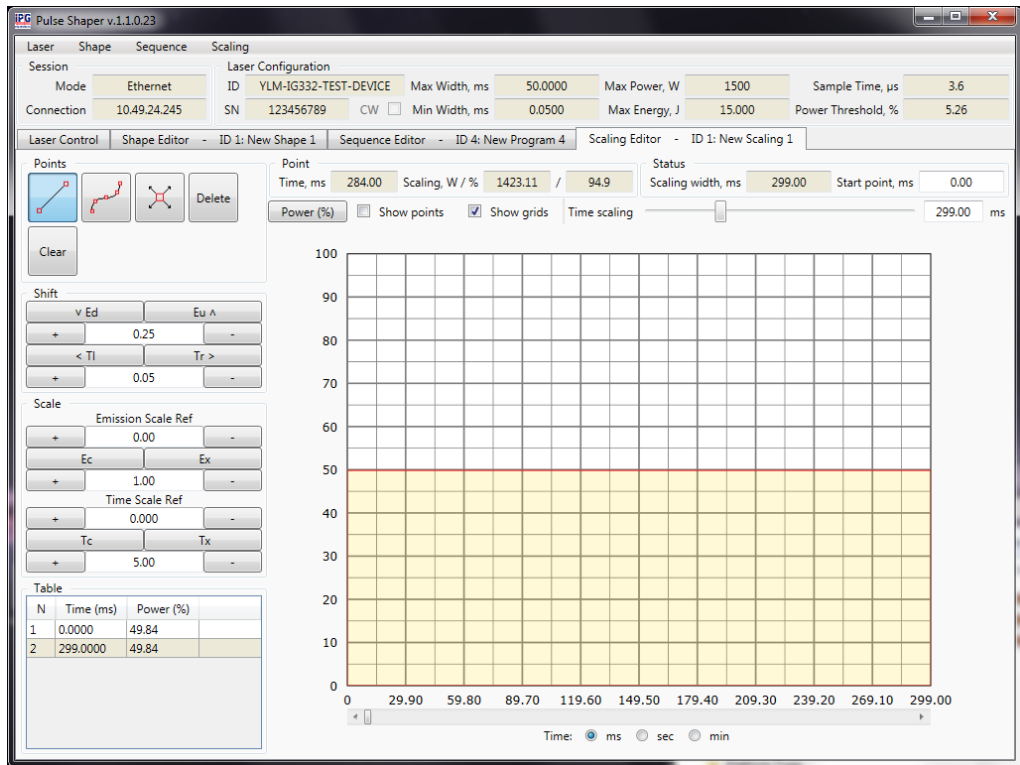 iPG Pulse Shaper v.1.1.0.23
Laser Shape Sequence Scaling
Session
Mode Ethernet
Connection 10.49.24.245
Laser Configuration
ID YLM-IG332-TEST-DEVICE Max Width, ms 50.0000 Max Power, W 1500 Sample Time, µs 3.6
SN 123456789 CW Min Width, ms 0.0500 Max Energy, J 15.000 Power Threshold, % 5.26
Laser Control Shape Editor - ID 1: New Shape 1 Sequence Editor - ID 4: New Program 4 Scaling Editor - ID 1: New Scaling 1
Points
Delete
Clear
Shift
v Ed Eu ʌ
+ 0.25 -
< Tl Tr >
+ 0.05 -
Scale
Emission Scale Ref
+ 0.00 -
Ec Ex
+ 1.00 -
Time Scale Ref
+ 0.000 -
Tc Tx
+ 5.00 -
Table
N Time (ms) Power (%)
1 0.0000 49.84
2 299.0000 49.84
Point
Time, ms 284.00 Scaling, W / % 1423.11 / 94.9
Status
Scaling width, ms 299.00 Start point, ms 0.00
Power (%) Show points Show grids Time scaling 299.00 ms
100
90
80
70
60
50
40
30
20
10
0
0 29.90 59.80 89.70 119.60 149.50 179.40 209.30 239.20 269.10 299.00
Time: ms sec min